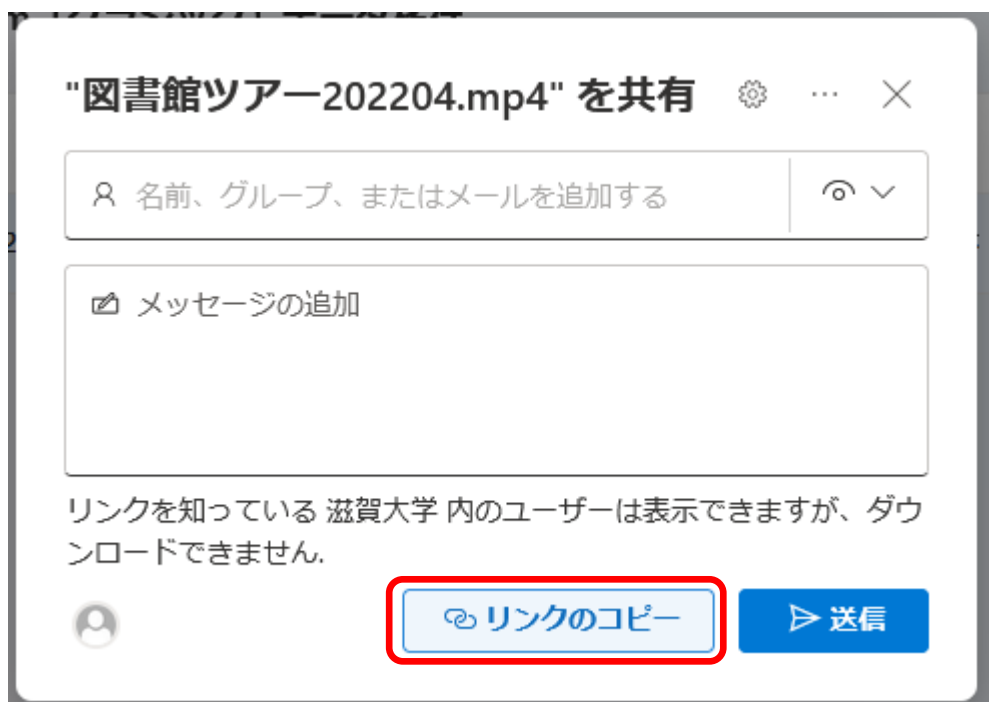 "図書館ツアー202204.mp4" を共有
名前、グループ、またはメールを追加する
メッセージの追加
リンクを知っている 滋賀大学 内のユーザーは表示できますが、ダウ
ンロードできません.
リンクのコピー
送信